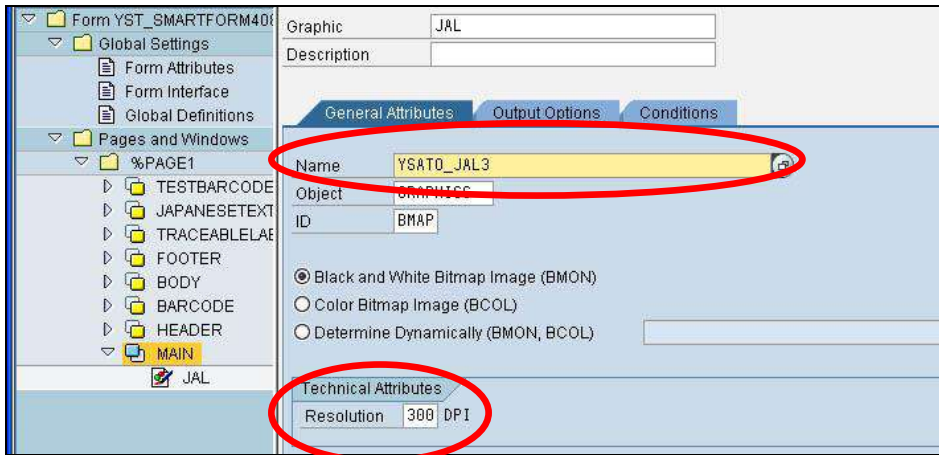 Form YST_SMARTFORM408
Global Settings
Form Attributes
Form Interface
Global Definitions
Pages and Windows
%PAGE1
TESTBARCODE
JAPANESETEXT
TRACEABLELAB
FOOTER
BODY
BARCODE
HEADER
MAIN
JAL
Graphic JAL
Description
General Attributes Output Options Conditions
Name YSATO_JAL3
Object GRAPHICS
ID BMAP
Black and White Bitmap Image (BMON)
Color Bitmap Image (BCOL)
Determine Dynamically (BMON, BCOL)
Technical Attributes
Resolution 300 DPI